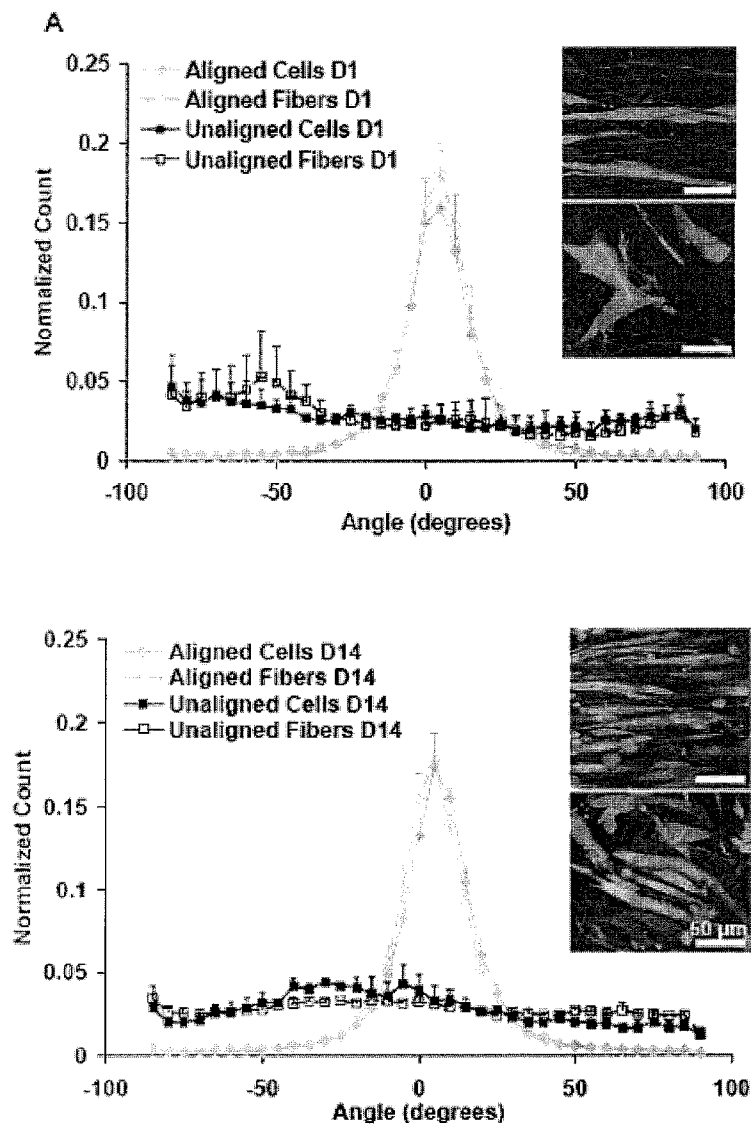 A
0.25
Aligned Cells D1
Aligned Fibers D1
Unaligned Cells D1
Unaligned Fibers D1
0.2
0.15
0.1
0.05
0
Normalized Count
-100 -50 0 50 100
Angle (degrees)
0.25
Aligned Cells D14
Aligned Fibers D14
Unaligned Cells D14
Unaligned Fibers D14
0.2
0.15
0.1
0.05
0
Normalized Count
50 µm
-100 -50 0 50 100
Angle (degrees)